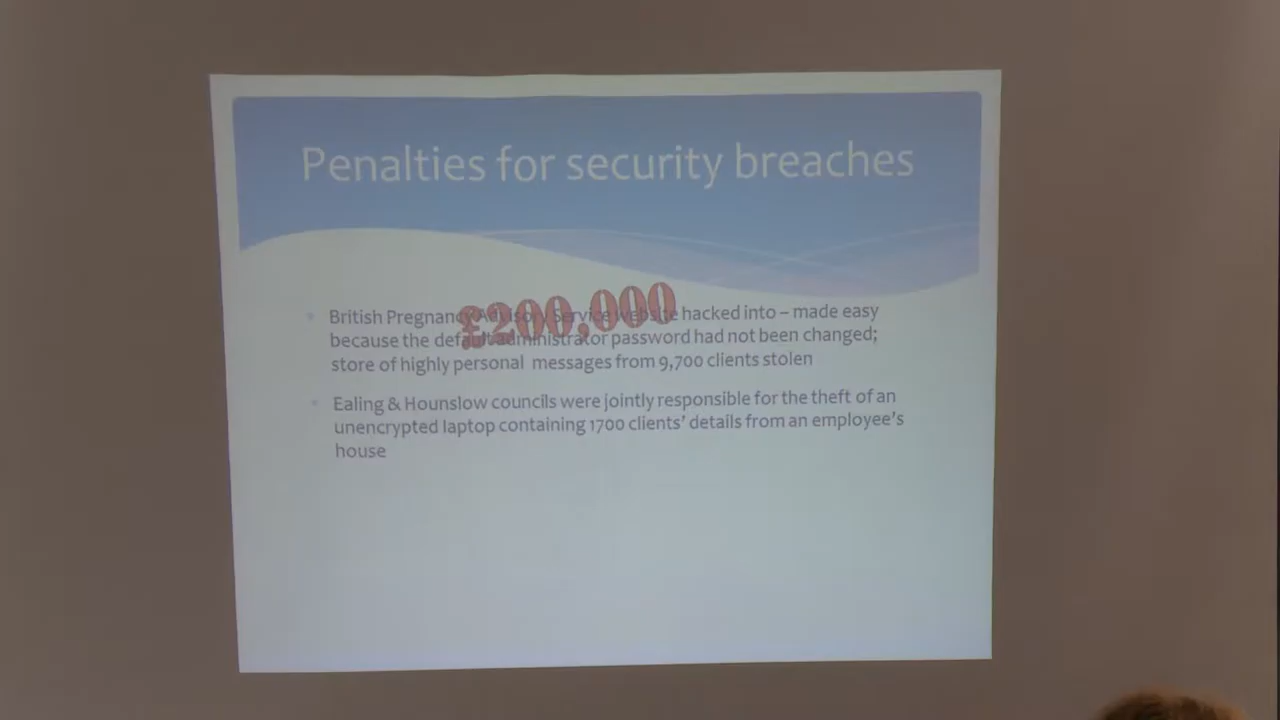 Penalties for security breaches
£200,000
British Pregnancy Advisory Service website hacked into – made easy
because the default administrator password had not been changed;
store of highly personal messages from 9,700 clients stolen
Ealing & Hounslow councils were jointly responsible for the theft of an
unencrypted laptop containing 1700 clients’ details from an employee’s
house